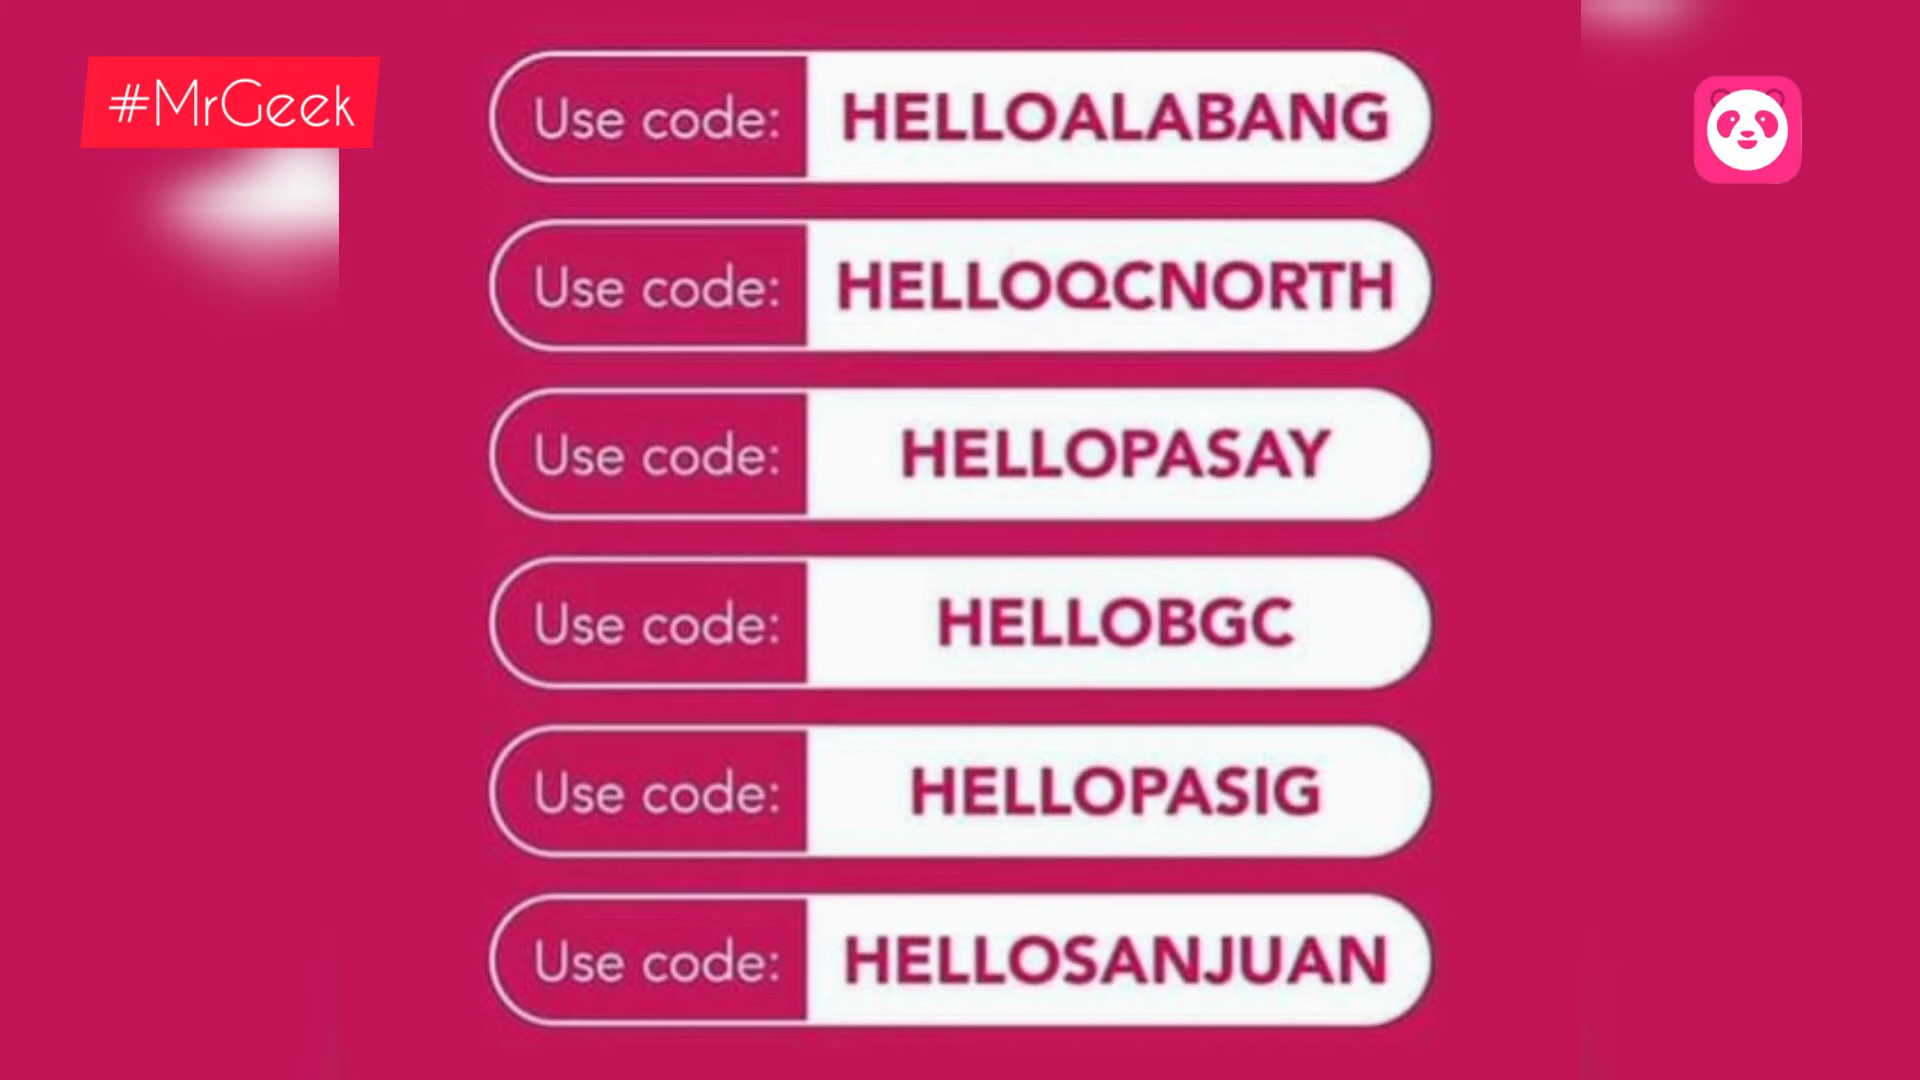 #MrGeek
Use code: HELLOALABANG
Use code: HELLOQCNORTH
Use code: HELLOPASAY
Use code: HELLOBGC
Use code: HELLOPASIG
Use code: HELLOSANJUAN